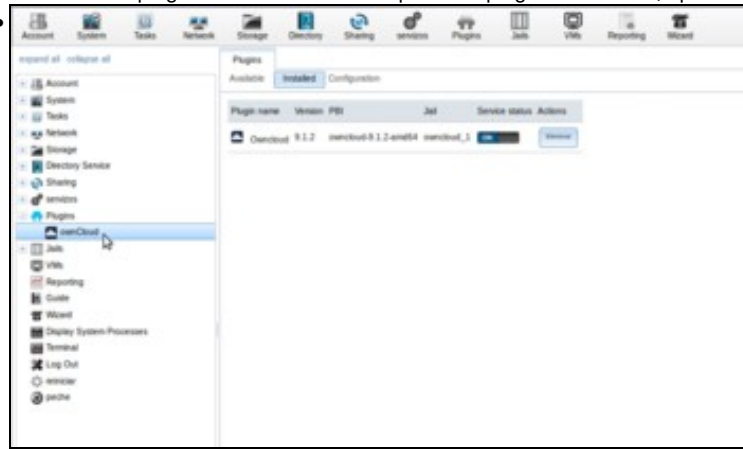 Account System Tasks Network Storage Directory Sharing servizos Plugins Jails VMs Reporting Wizard
expand all collapse all
Plugins
Available Installed Configuration
Account
System
Tasks
Network
Storage
Directory Service
Sharing
servizos
Plugins
ownCloud
Jails
VMs
Reporting
Guide
Wizard
Display System Processes
Terminal
Log Out
reiniciar
peche
Plugin name Version PBI Jail Service status Actions
Owncloud 9.1.2 owncloud-9.1.2-amd64 owncloud_1 ON